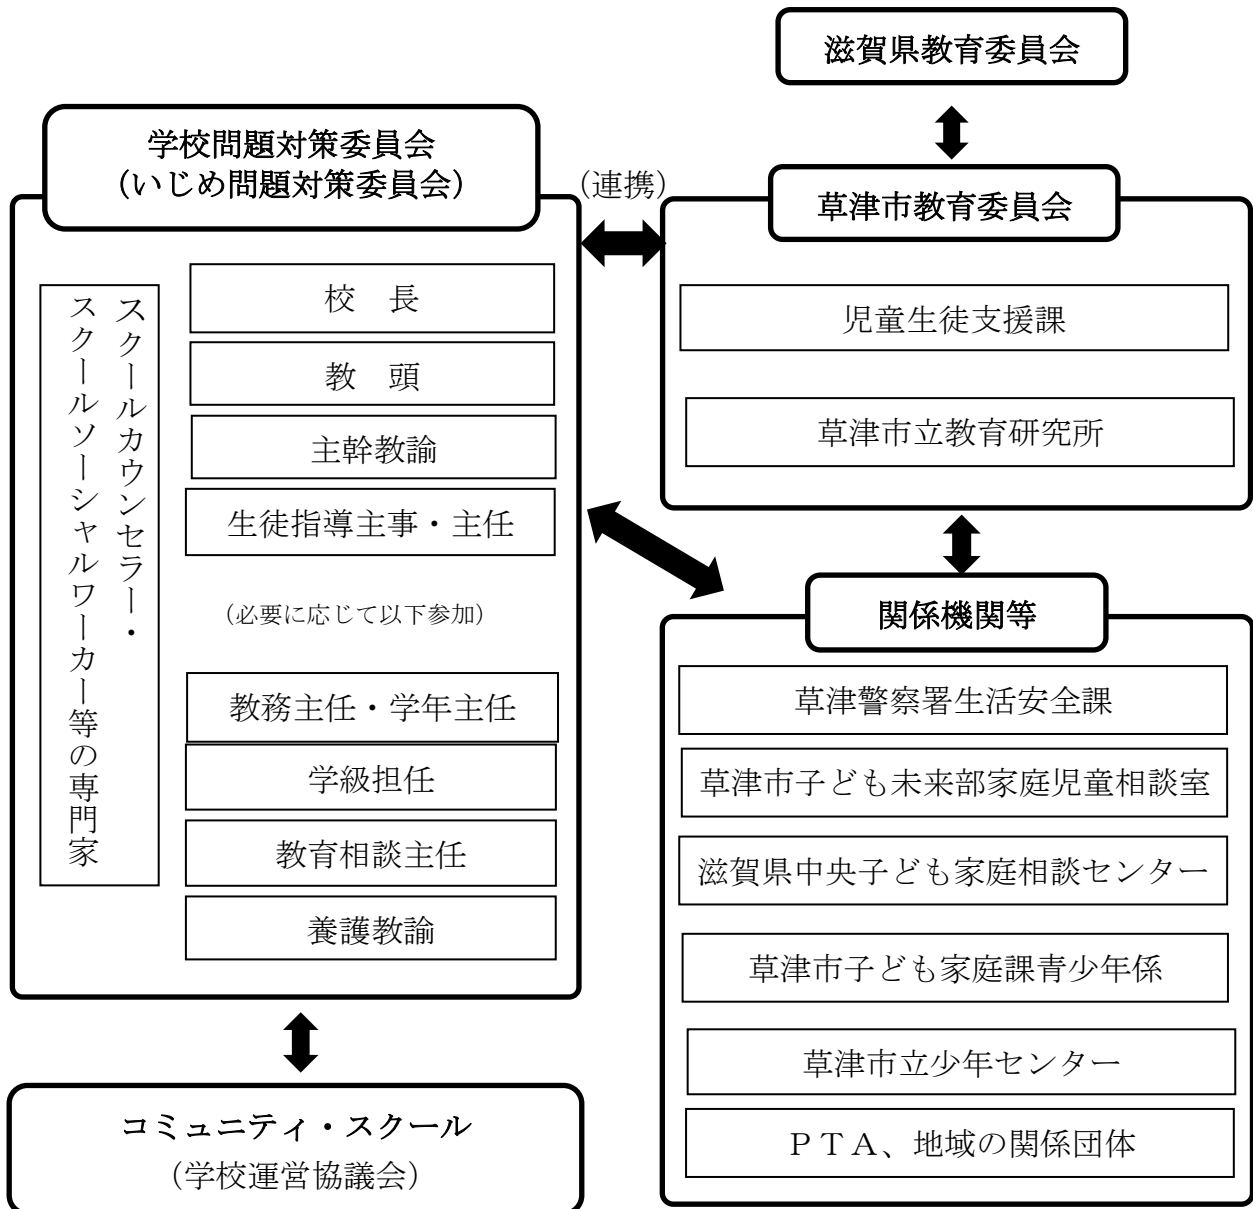 滋賀県教育委員会
学校問題対策委員会
（いじめ問題対策委員会）
（連携）
草津市教育委員会
スクールカウンセラー・
スクールソーシャルワーカー等の専門家
校　長
教　頭
主幹教諭
生徒指導主事・主任
（必要に応じて以下参加）
教務主任・学年主任
学級担任
教育相談主任
養護教諭
児童生徒支援課
草津市立教育研究所
関係機関等
草津警察署生活安全課
草津市子ども未来部家庭児童相談室
滋賀県中央子ども家庭相談センター
草津市子ども家庭課青少年係
草津市立少年センター
ＰＴＡ、地域の関係団体
コミュニティ・スクール
（学校運営協議会）